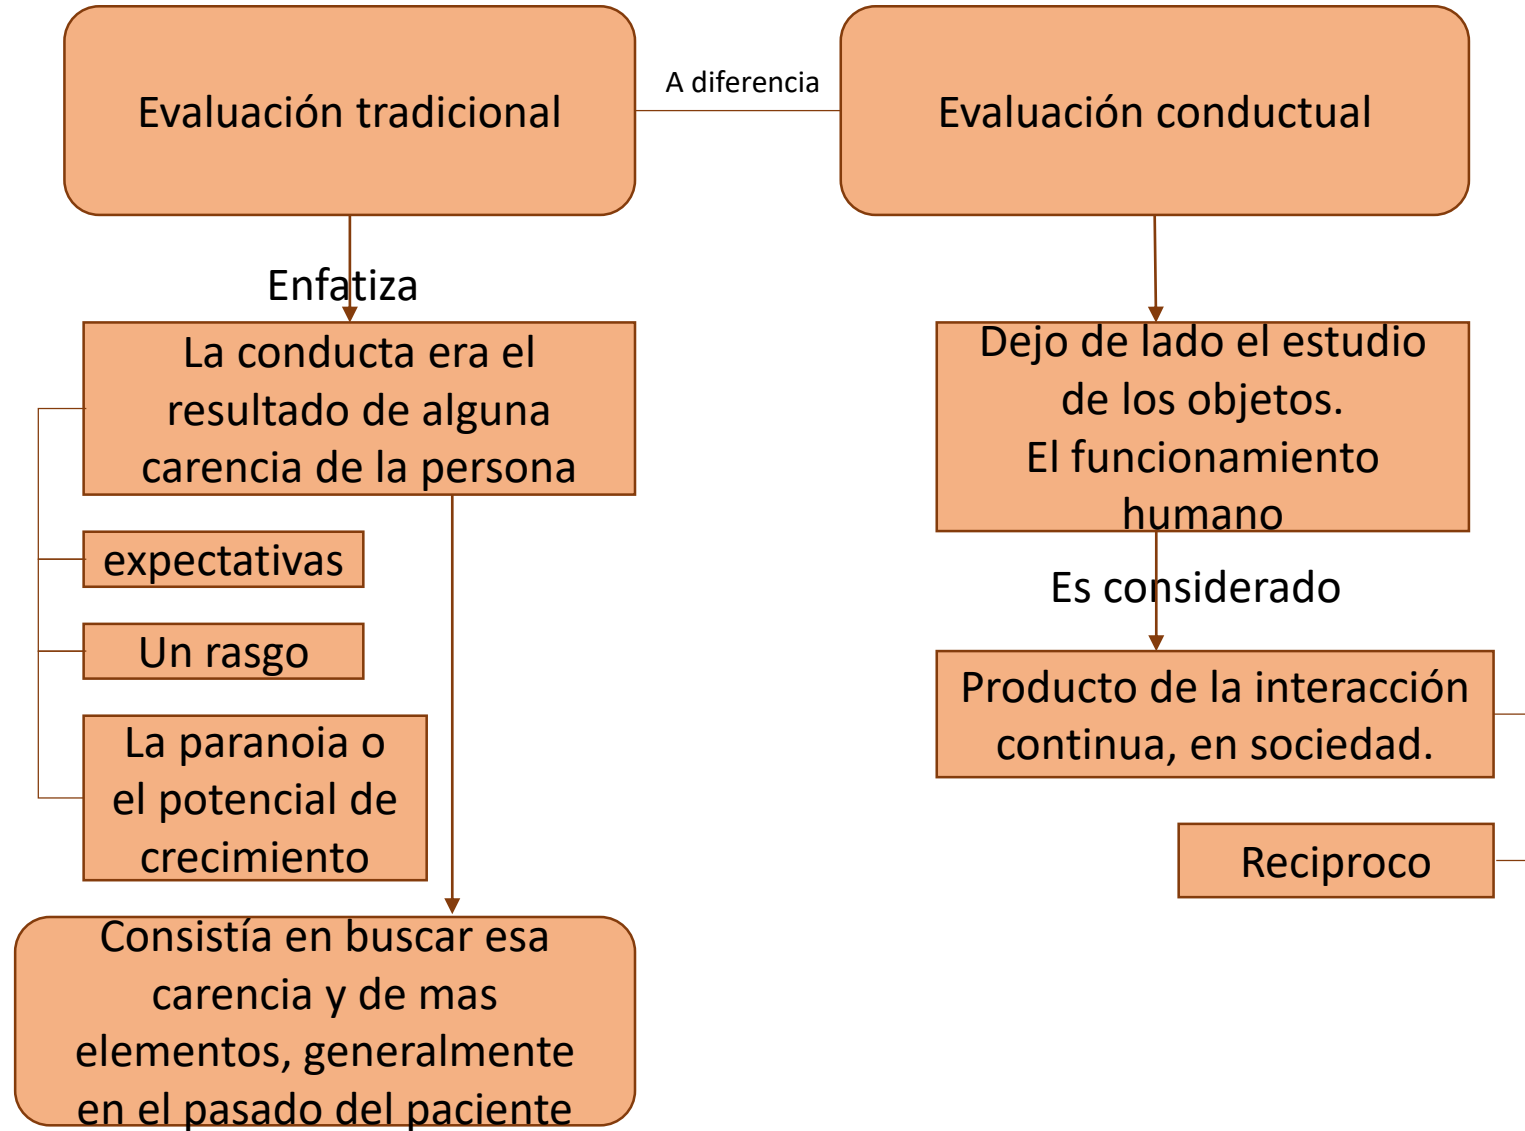 Evaluación tradicional
A diferencia
Evaluación conductual
Enfatiza
La conducta era el
resultado de alguna
carencia de la persona
expectativas
Un rasgo
La paranoia o
el potencial de
crecimiento
Consistía en buscar esa
carencia y de mas
elementos, generalmente
en el pasado del paciente
Dejo de lado el estudio
de los objetos.
El funcionamiento
humano
Es considerado
Producto de la interacción
continua, en sociedad.
Reciproco